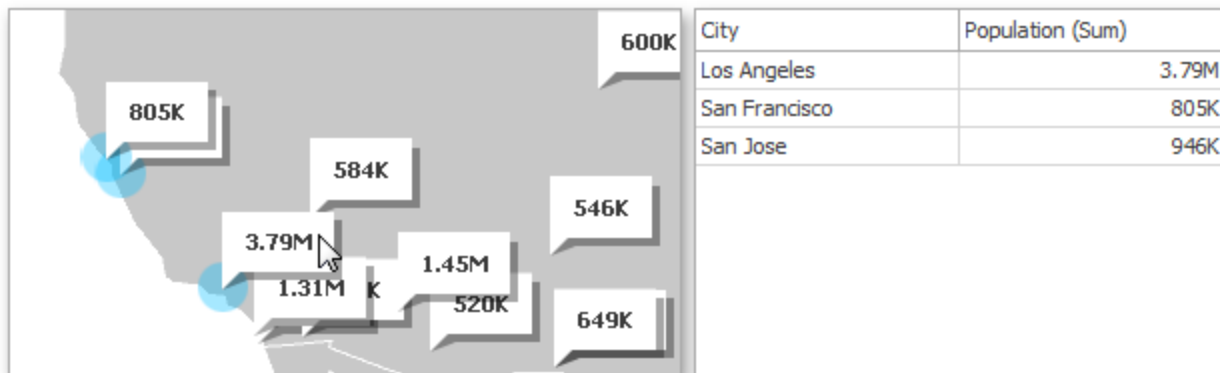 600K
805K
584K
546K
3.79M
1.45M
1.31M
K
520K
649K
City Population (Sum)
Los Angeles 3.79M
San Francisco 805K
San Jose 946K